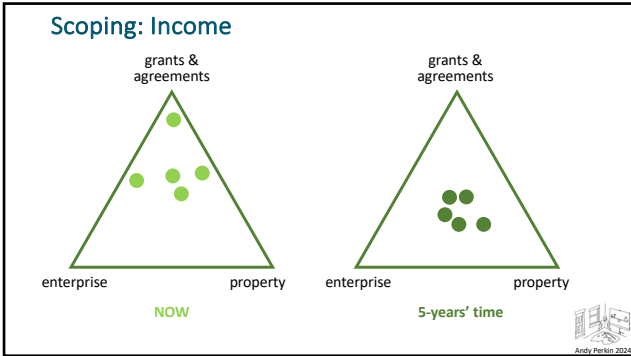 Scoping: Income
grants &
agreements
enterprise
property
NOW
grants &
agreements
enterprise
property
5-years’ time
Andy Perkin 2024